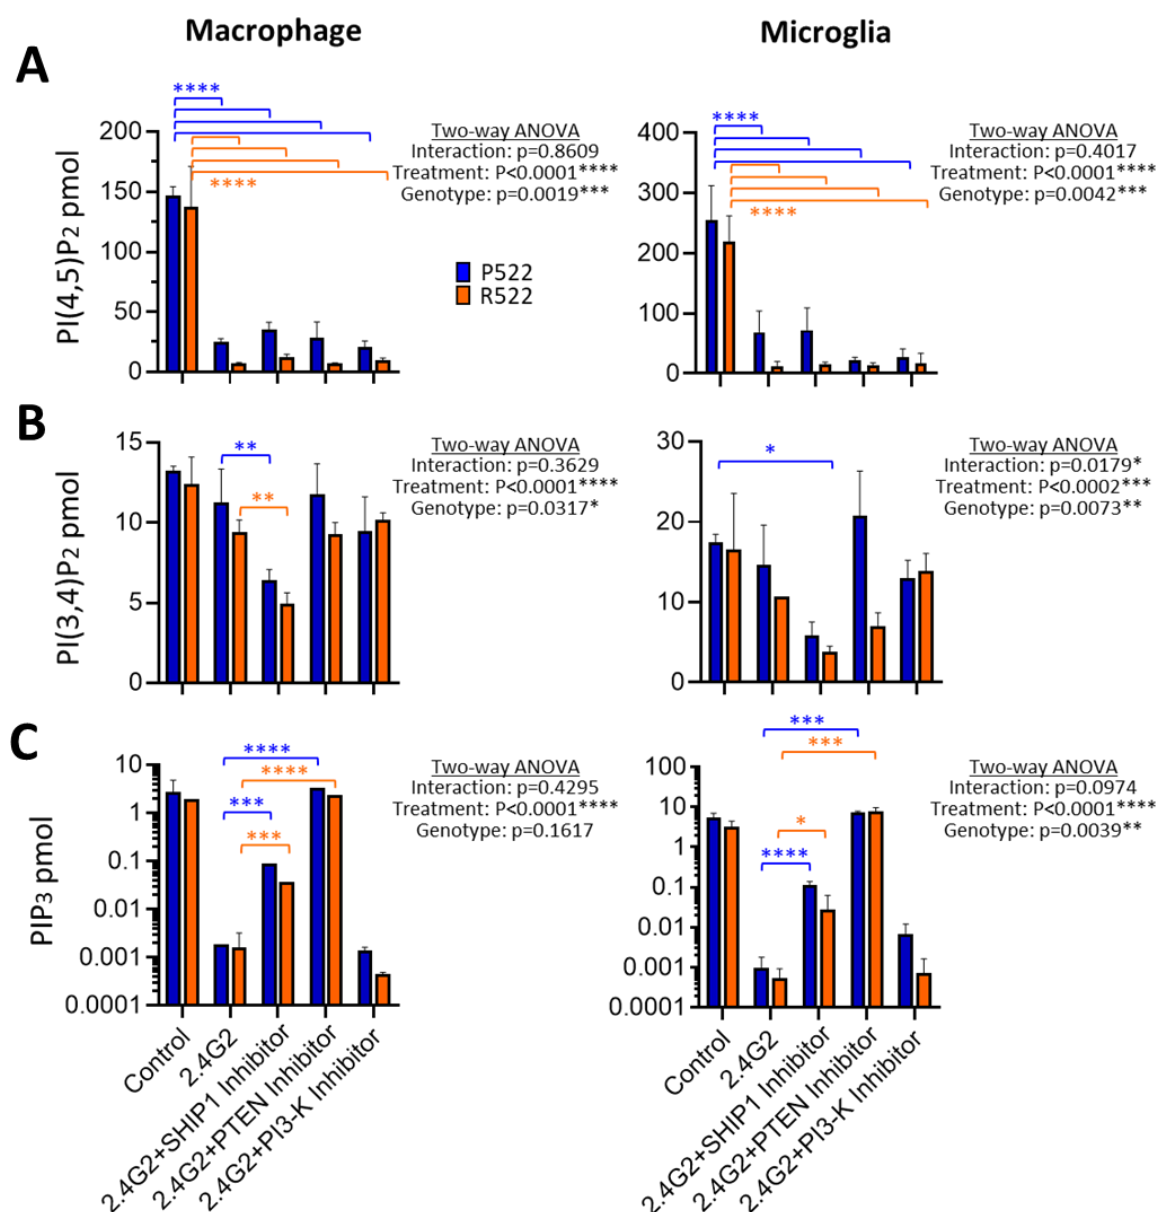 Macrophage
Microglia
A
PI(4,5)P2 pmol
200
150
100
50
0
****
****
Two-way ANOVA
Interaction: p=0.8609
Treatment: P<0.0001****
Genotype: p=0.0019***
P522
R522
400
300
200
100
0
****
****
Two-way ANOVA
Interaction: p=0.4017
Treatment: P<0.0001****
Genotype: p=0.0042***
B
PI(3,4)P2 pmol
15
10
5
0
**
**
Two-way ANOVA
Interaction: p=0.3629
Treatment: P<0.0001****
Genotype: p=0.0317*
30
20
10
0
*
Two-way ANOVA
Interaction: p=0.0179*
Treatment: P<0.0002***
Genotype: p=0.0073**
C
PIP3 pmol
10
1
0.1
0.01
0.001
0.0001
****
****
***
***
Two-way ANOVA
Interaction: p=0.4295
Treatment: P<0.0001****
Genotype: p=0.1617
Control
2.4G2
2.4G2+SHIP1 Inhibitor
2.4G2+PTEN Inhibitor
2.4G2+PI3-K Inhibitor
100
10
1
0.1
0.01
0.001
0.0001
***
***
*
****
Two-way ANOVA
Interaction: p=0.0974
Treatment: P<0.0001****
Genotype: p=0.0039**
Control
2.4G2
2.4G2+SHIP1 Inhibitor
2.4G2+PTEN Inhibitor
2.4G2+PI3-K Inhibitor